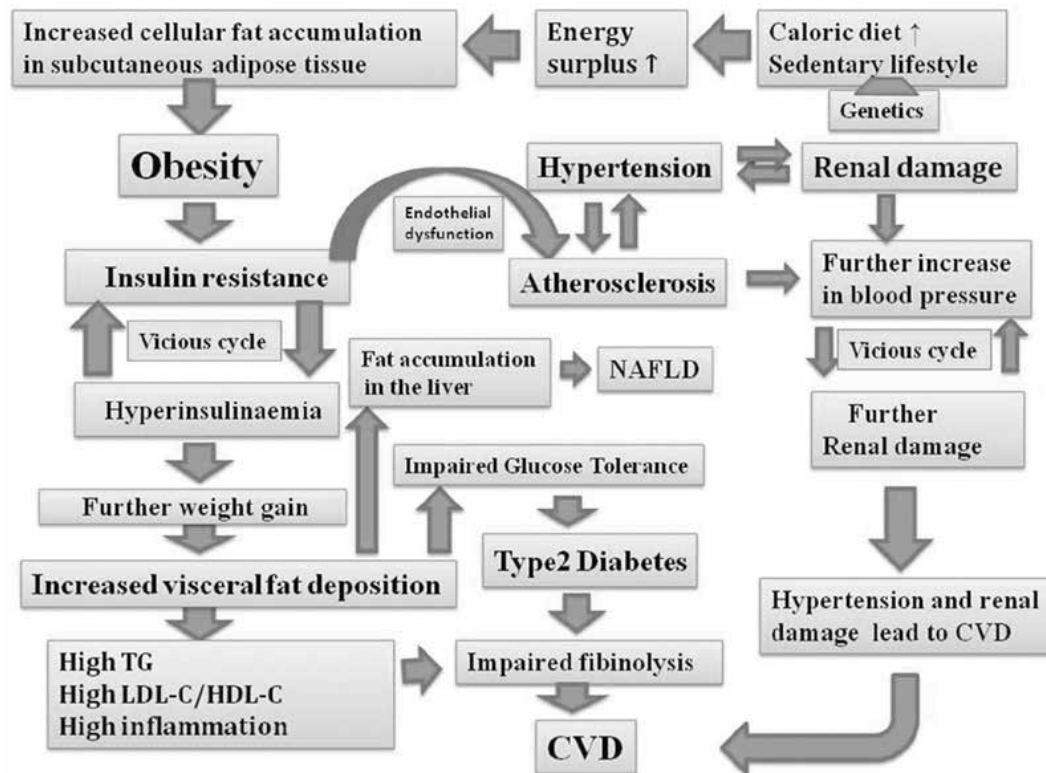 Increased cellular fat accumulation
in subcutaneous adipose tissue
Energy
surplus ↑
Caloric diet ↑
Sedentary lifestyle
Genetics
Obesity
Hypertension
Renal damage
Endothelial
dysfunction
Insulin resistance
Atherosclerosis
Further increase
in blood pressure
Vicious cycle
Fat accumulation
in the liver
NAFLD
Vicious cycle
Hyperinsulinaemia
Further
Renal damage
Impaired Glucose Tolerance
Further weight gain
Type2 Diabetes
Increased visceral fat deposition
Hypertension and renal
damage lead to CVD
High TG
High LDL-C/HDL-C
High inflammation
Impaired fibinolysis
CVD